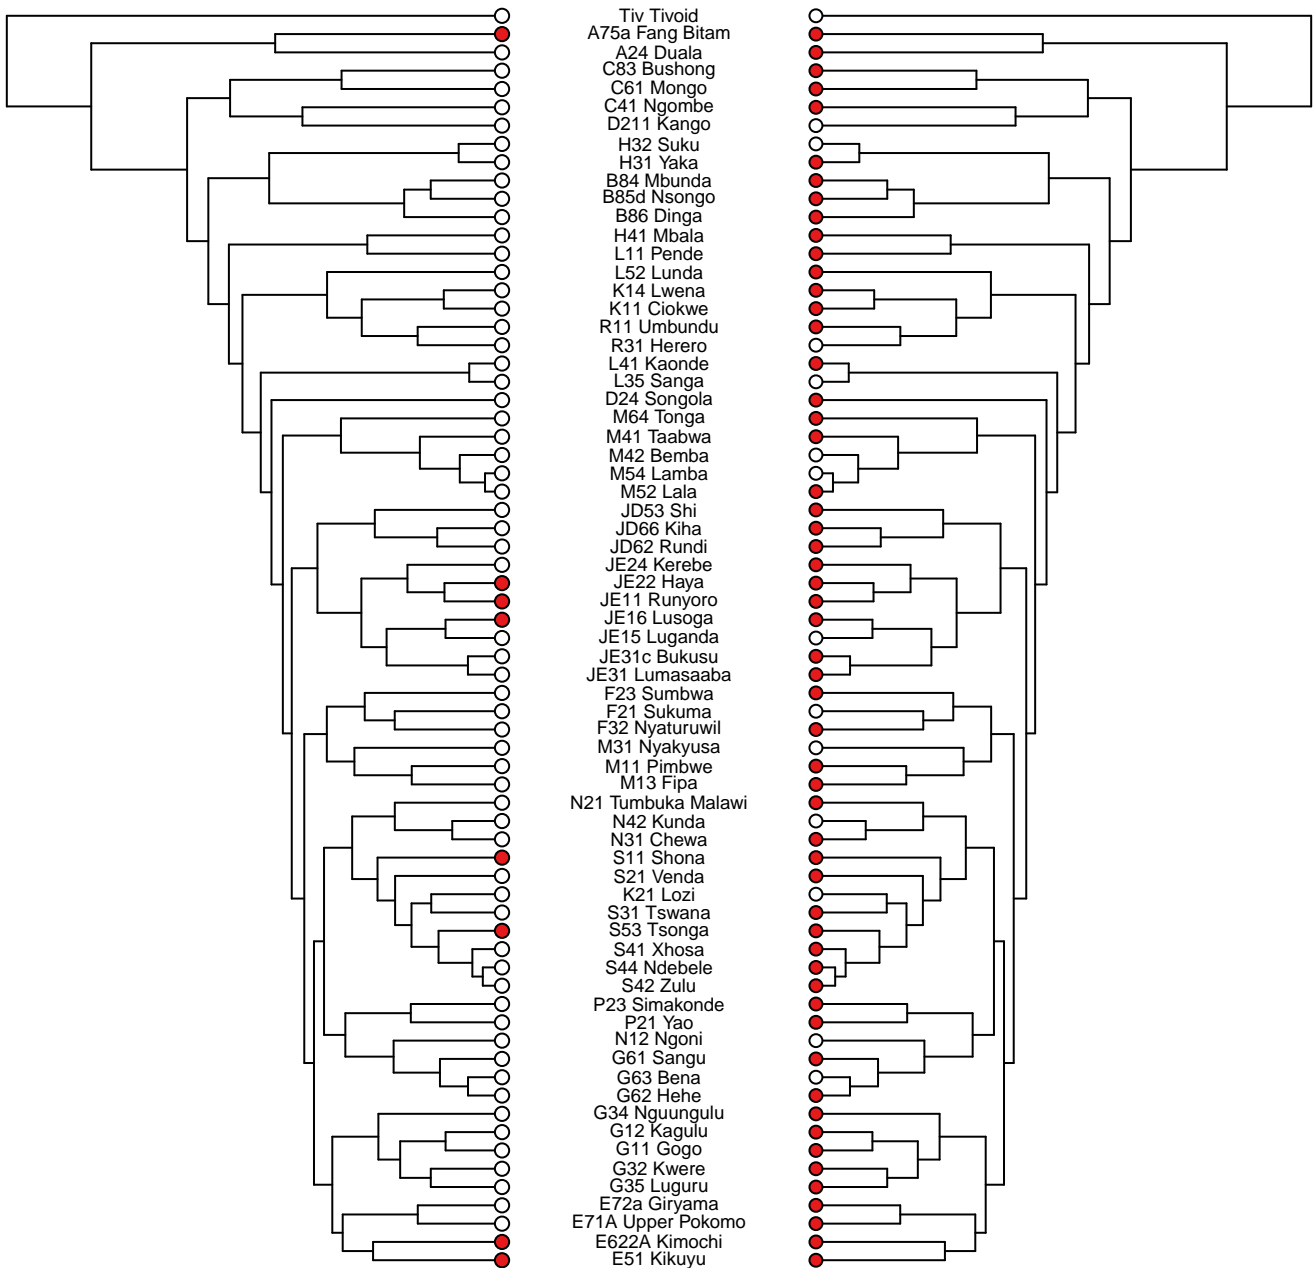 Tiv Tivoid
A75a Fang Bitam
A24 Duala
C83 Bushong
C61 Mongo
C41 Ngombe
D211 Kango
H32 Suku
H31 Yaka
B84 Mbunda
B85d Nsongo
B86 Dinga
H41 Mbala
L11 Pende
L52 Lunda
K14 Lwena
K11 Ciokwe
R11 Umbundu
R31 Herero
L41 Kaonde
L35 Sanga
D24 Songola
M64 Tonga
M41 Taabwa
M42 Bemba
M54 Lamba
M52 Lala
JD53 Shi
JD66 Kiha
JD62 Rundi
JE24 Kerebe
JE22 Haya
JE11 Runyoro
JE16 Lusoga
JE15 Luganda
JE31c Bukusu
JE31 Lumasaaba
F23 Sumbwa
F21 Sukuma
F32 Nyaturuwil
M31 Nyakyusa
M11 Pimbwe
M13 Fipa
N21 Tumbuka Malawi
N42 Kunda
N31 Chewa
S11 Shona
S21 Venda
K21 Lozi
S31 Tswana
S53 Tsonga
S41 Xhosa
S44 Ndebele
S42 Zulu
P23 Simakonde
P21 Yao
N12 Ngoni
G61 Sangu
G63 Bena
G62 Hehe
G34 Nguungulu
G12 Kagulu
G11 Gogo
G32 Kwere
G35 Luguru
E72a Giryama
E71A Upper Pokomo
E622A Kimochi
E51 Kikuyu